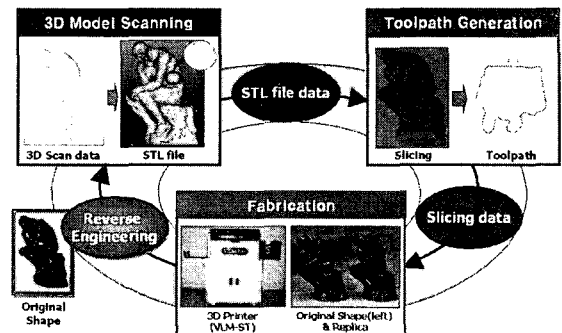 3D Model Scanning
3D Scan data
STL file
STL file data
Toolpath Generation
Slicing
Toolpath
Slicing data
Fabrication
3D Printer
(VLM-ST)
Original Shape(left)
& Replica
Reverse
Engineering
Original
Shape